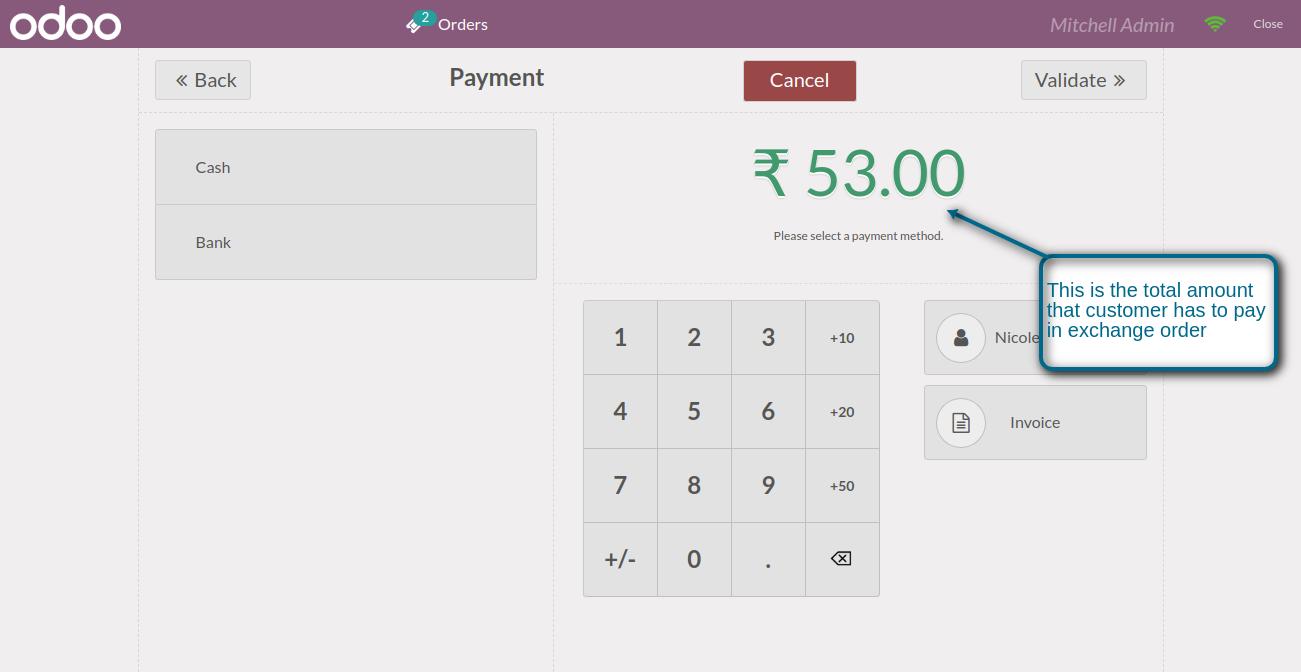 odoo
2
Orders
Mitchell Admin
Close
Back
Payment
Cancel
Validate
Cash
Bank
₹ 53.00
Please select a payment method.
This is the total amount
that customer has to pay
in exchange order
1 2 3 +10
4 5 6 +20
7 8 9 +50
+/- 0 .
Nicole
Invoice